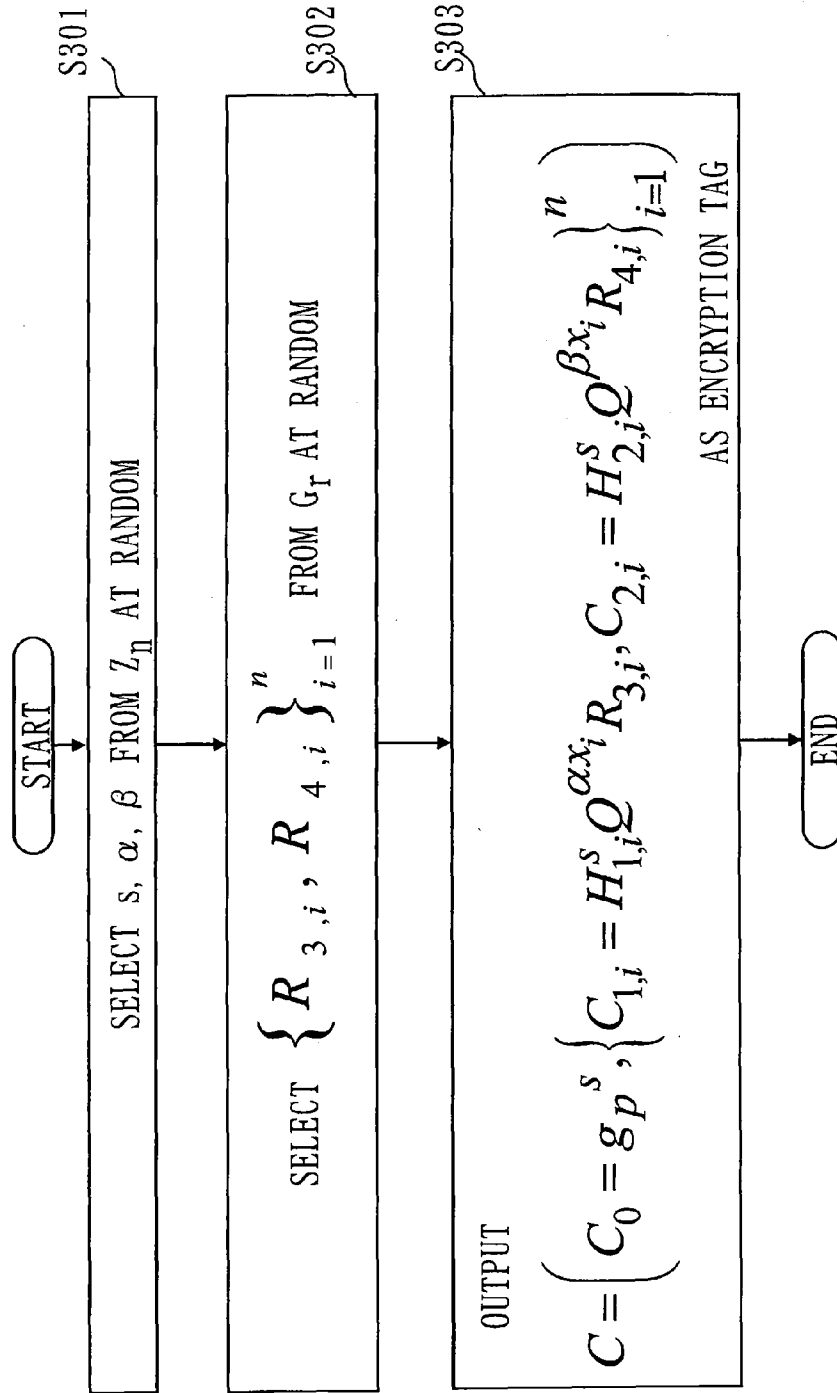 START
S301
SELECT s, α, β FROM Z_n AT RANDOM
S302
SELECT { R_{3,i}, R_{4,i} }_{i=1}^{n} FROM G_r AT RANDOM
S303
OUTPUT
C = ( C_0 = g_p^s, { C_{1,i} = H_{1,i}^s Q^{αx_i} R_{3,i}, C_{2,i} = H_{2,i}^s Q^{βx_i} R_{4,i} }_{i=1}^{n} )
AS ENCRYPTION TAG
END